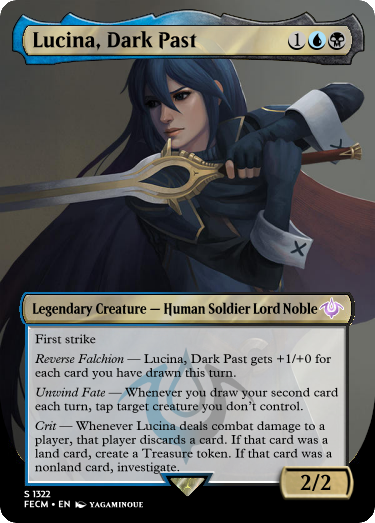 Lucina, Dark Past 1
Legendary Creature — Human Soldier Lord Noble
First strike
Reverse Falchion — Lucina, Dark Past gets +1/+0 for
each card you have drawn this turn.
Unwind Fate — Whenever you draw your second card
each turn, tap target creature you don't control.
Crit — Whenever Lucina deals combat damage to a
player, that player discards a card. If that card was a
land card, create a Treasure token. If that card was
nonland card, investigate.
2/2
S 1322
FECM • EN YAGAMINOUE